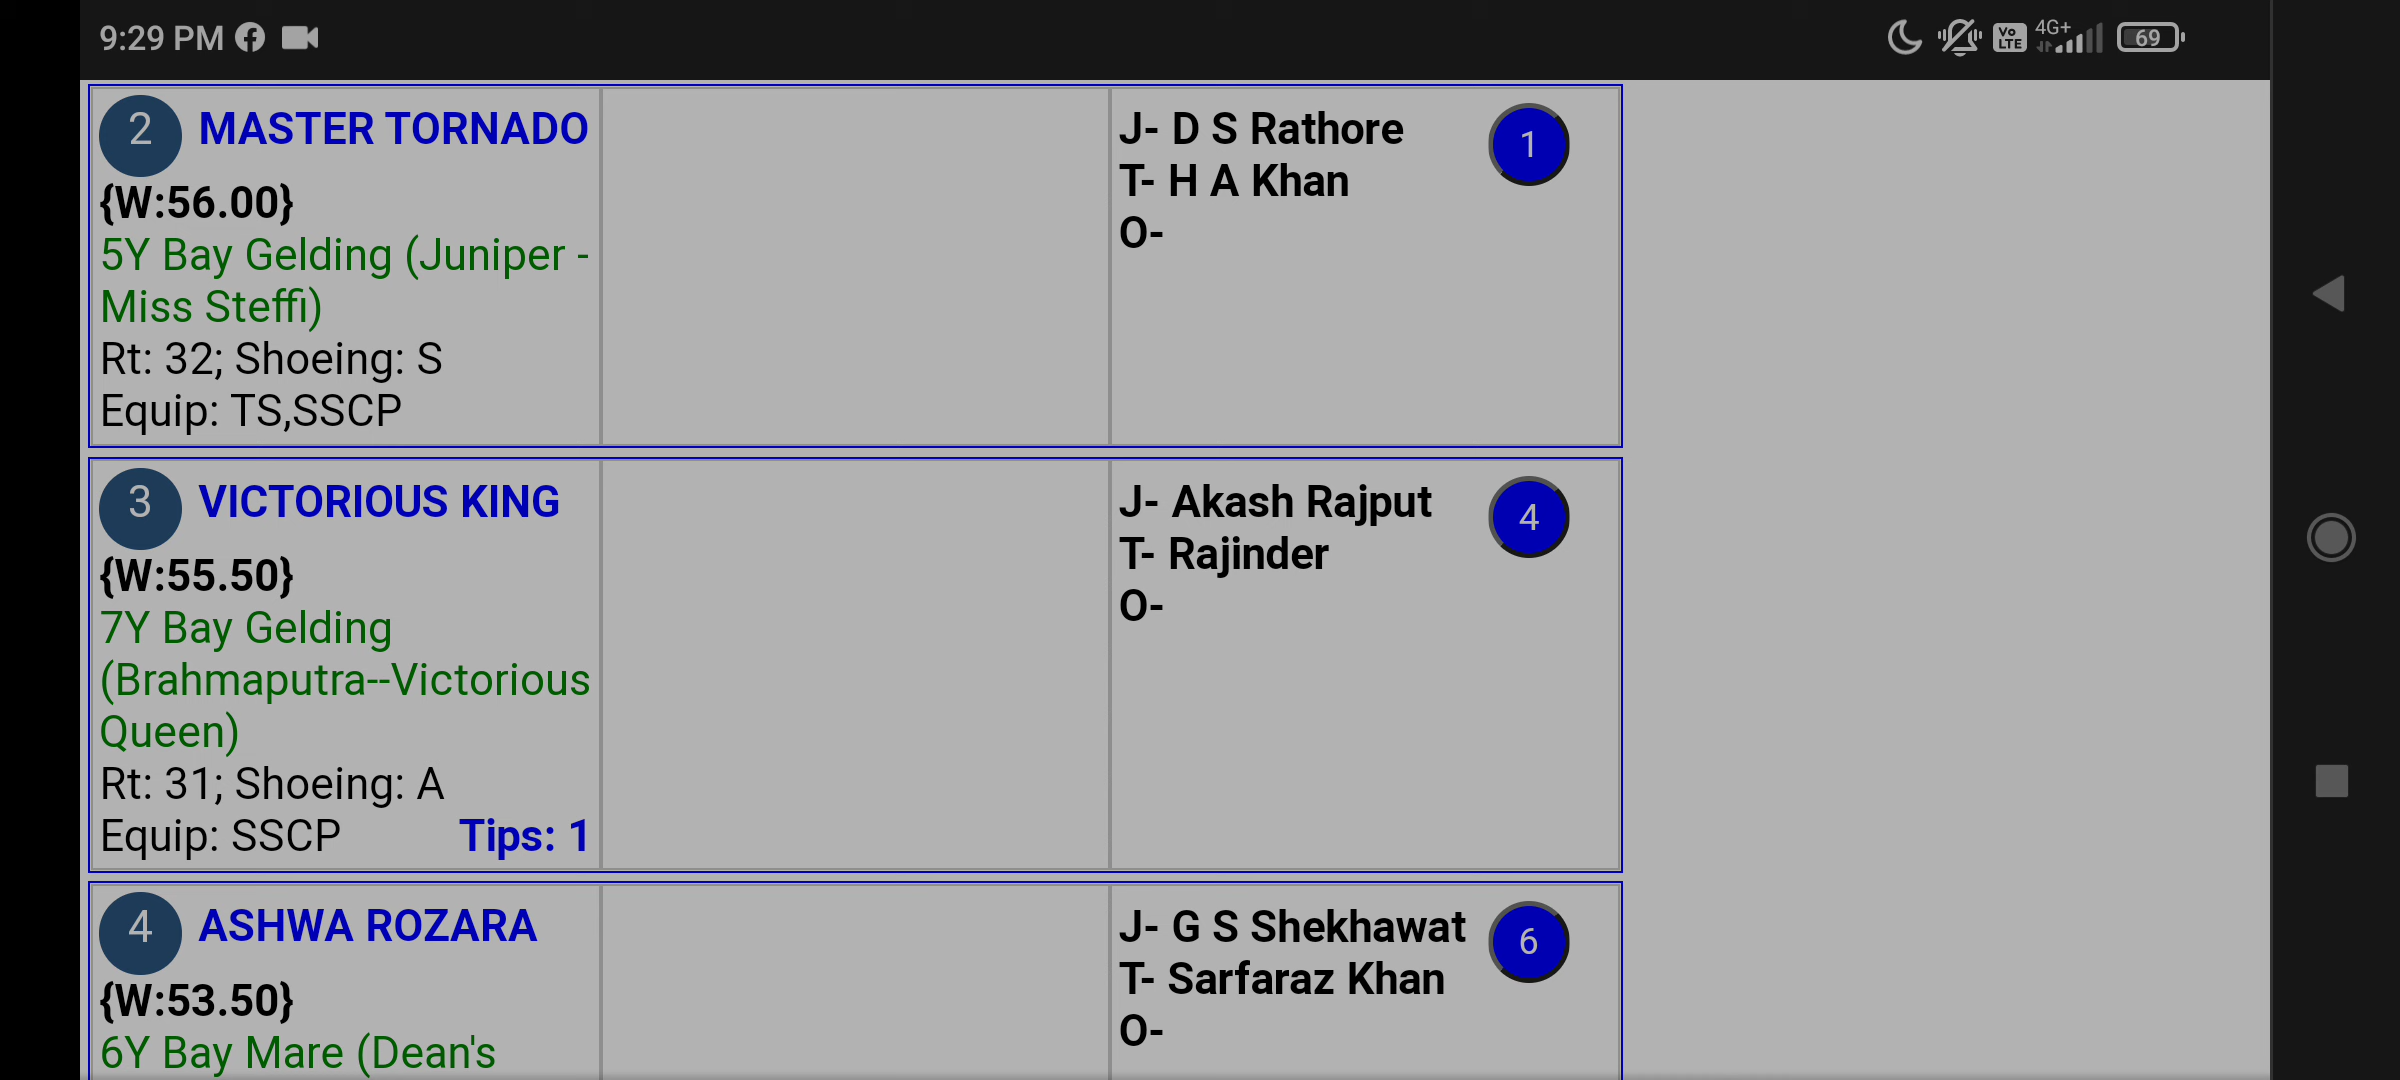 9:29 PM
Vo LTE 4G+ 69
2 MASTER TORNADO
{W:56.00}
5Y Bay Gelding (Juniper -
Miss Steffi)
Rt: 32; Shoeing: S
Equip: TS,SSCP
J- D S Rathore
T- H A Khan
O-
1
3 VICTORIOUS KING
{W:55.50}
7Y Bay Gelding
(Brahmaputra--Victorious
Queen)
Rt: 31; Shoeing: A
Equip: SSCP Tips: 1
J- Akash Rajput
T- Rajinder
O-
4
4 ASHWA ROZARA
{W:53.50}
6Y Bay Mare (Dean's
J- G S Shekhawat
T- Sarfaraz Khan
O-
6